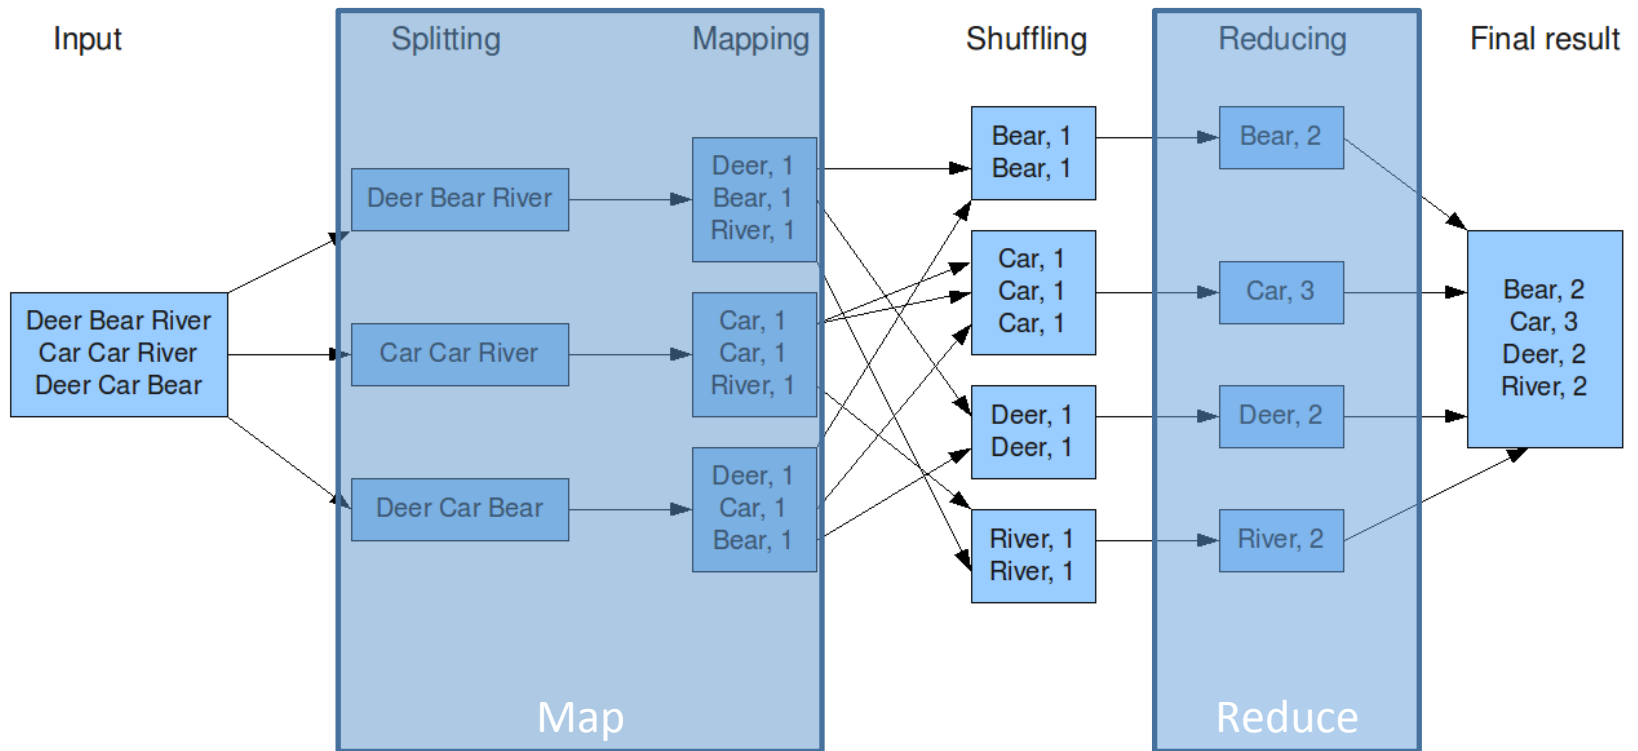 Input
Splitting
Mapping
Shuffling
Reducing
Final result
Deer Bear River
Car Car River
Deer Car Bear
Deer Bear River
Car Car River
Deer Car Bear
Deer, 1
Bear, 1
River, 1
Car, 1
Car, 1
River, 1
Deer, 1
Car, 1
Bear, 1
Bear, 1
Bear, 1
Car, 1
Car, 1
Car, 1
Deer, 1
Deer, 1
River, 1
River, 1
Bear, 2
Car, 3
Deer, 2
River, 2
Bear, 2
Car, 3
Deer, 2
River, 2
Map
Reduce